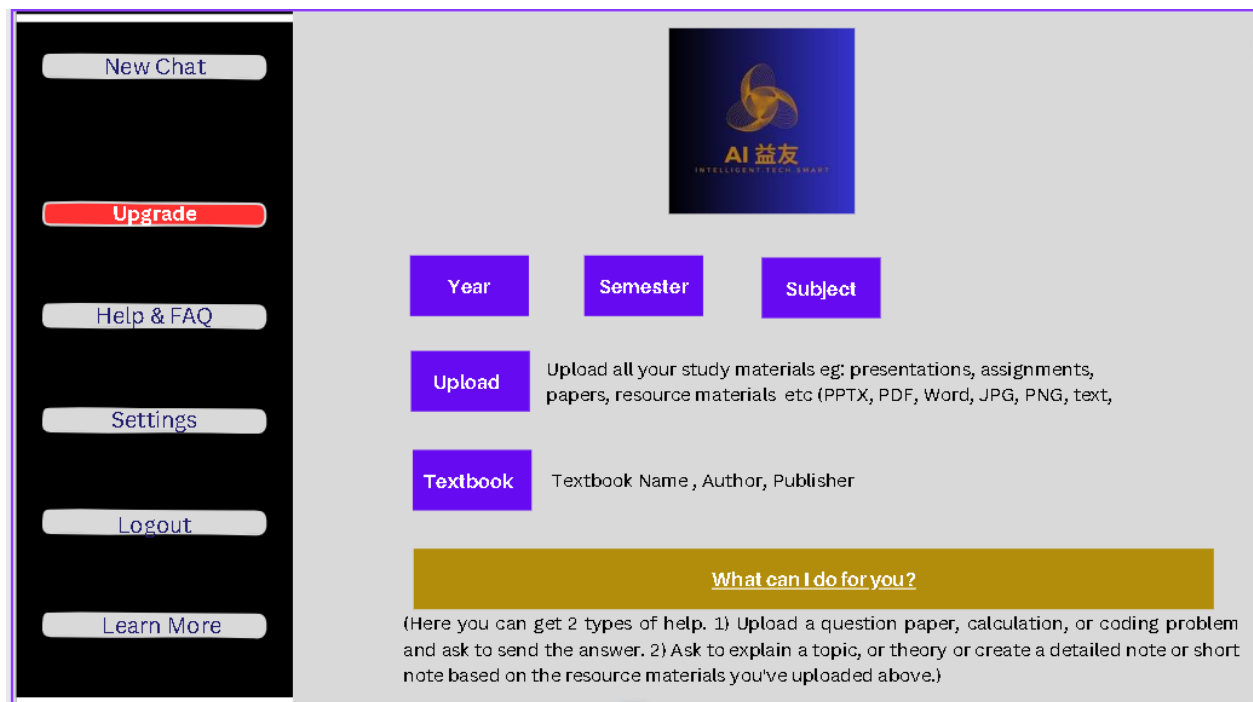 New Chat
Upgrade
Help & FAQ
Settings
Logout
Learn More
AI 益友
INTELLIGENT TECH SMART
Year
Semester
Subject
Upload
Upload all your study materials eg: presentations, assignments,
papers, resource materials etc (PPTX, PDF, Word, JPG, PNG, text,
Textbook
Textbook Name , Author, Publisher
What can I do for you?
(Here you can get 2 types of help. 1) Upload a question paper, calculation, or coding problem
and ask to send the answer. 2) Ask to explain a topic, or theory or create a detailed note or short
note based on the resource materials you've uploaded above.)